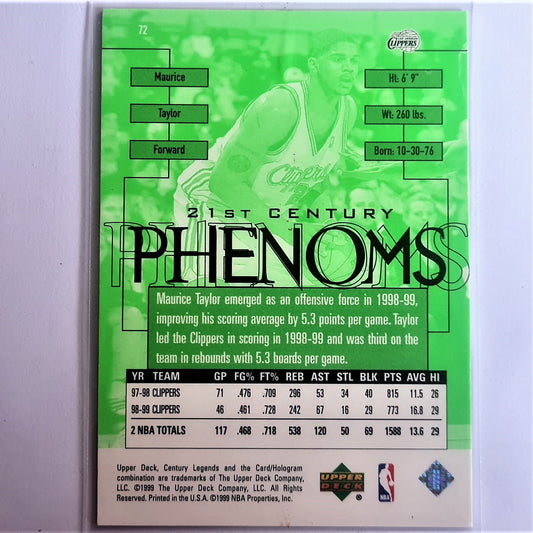 72
CLIPPERS
Maurice
Taylor
Forward
Ht: 6' 9"
Wt: 260 lbs.
Born: 10-30-76
Clippers
21ST CENTURY
PHENOMS
Maurice Taylor emerged as an offensive force in 1998-99,
improving his scoring average by 5.3 points per game. Taylor
led the Clippers in scoring in 1998-99 and was third on the
team in rebounds with 5.3 boards per game.
YR TEAM GP FG% FT% REB AST STL BLK PTS AVG HI
97-98 CLIPPERS 71 .476 .709 296 53 34 40 815 11.5 26
98-99 CLIPPERS 46 .461 .728 242 67 16 29 773 16.8 29
2 NBA TOTALS 117 .468 .718 538 120 50 69 1588 13.6 29
Upper Deck, Century Legends and the Card/Hologram
combination are trademarks of The Upper Deck Company,
LLC. ©1999 The Upper Deck Company, LLC. All Rights
Reserved. Printed in the U.S.A. ©1999 NBA Properties, Inc.
UPPER
DECK
NBA